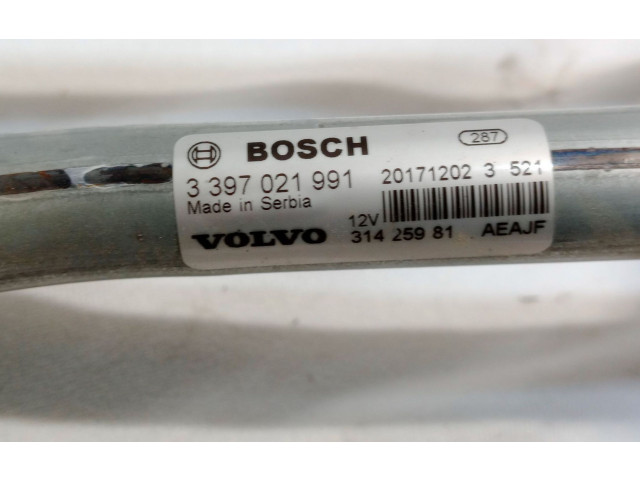 BOSCH 287
3 397 021 991 20171202 3 521
Made in Serbia
VOLVO 12V 314 259 81 AEAJF